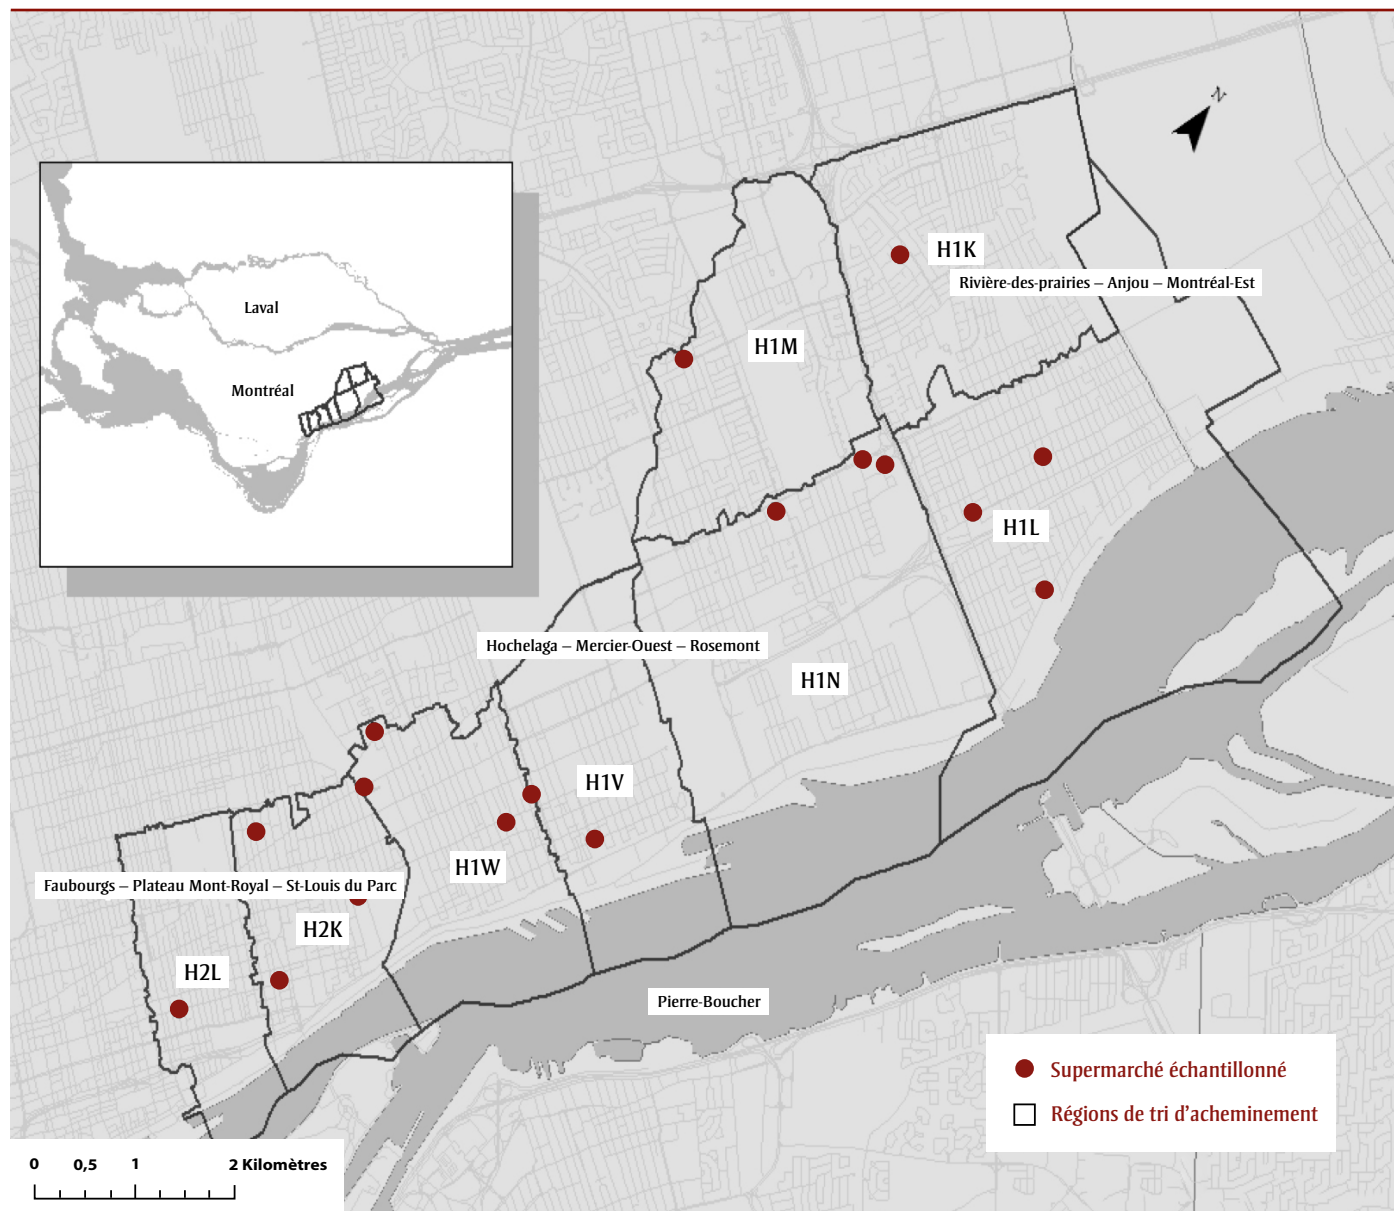 N
H1K
Rivière-des-prairies – Anjou – Montréal-Est
Laval
H1M
Montréal
H1L
Hochelaga – Mercier-Ouest – Rosemont
H1N
H1V
H1W
Faubourgs – Plateau Mont-Royal – St-Louis du Parc
H2K
H2L
Pierre-Boucher
Supermarché échantillonné
Régions de tri d'acheminement
0 0,5 1 2 Kilomètres